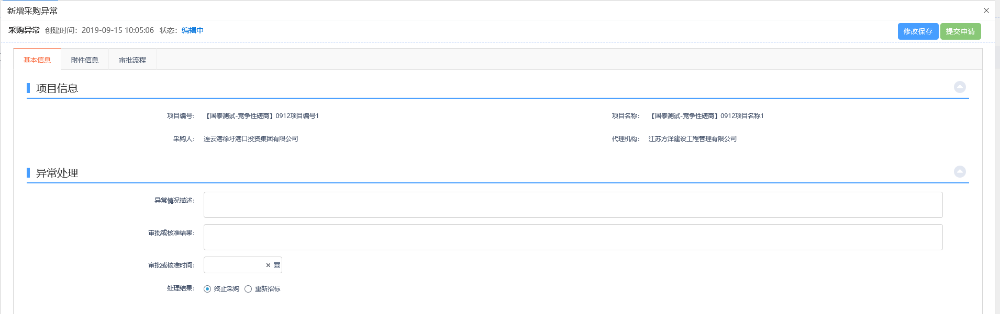 新增采购异常
采购异常 创建时间：2019-09-15 10:05:06 状态：编辑中 修改保存 提交申请
基本信息 附件信息 审批流程
项目信息
项目编号： 【国泰测试-竞争性磋商】0912项目编号1 项目名称： 【国泰测试-竞争性磋商】0912项目名称1
采购人： 连云港徐圩港口投资集团有限公司 代理机构： 江苏方洋建设工程管理有限公司
异常处理
异常情况描述：
审批或核准结果：
审批或核准时间：
处理结果： 终止采购 重新招标